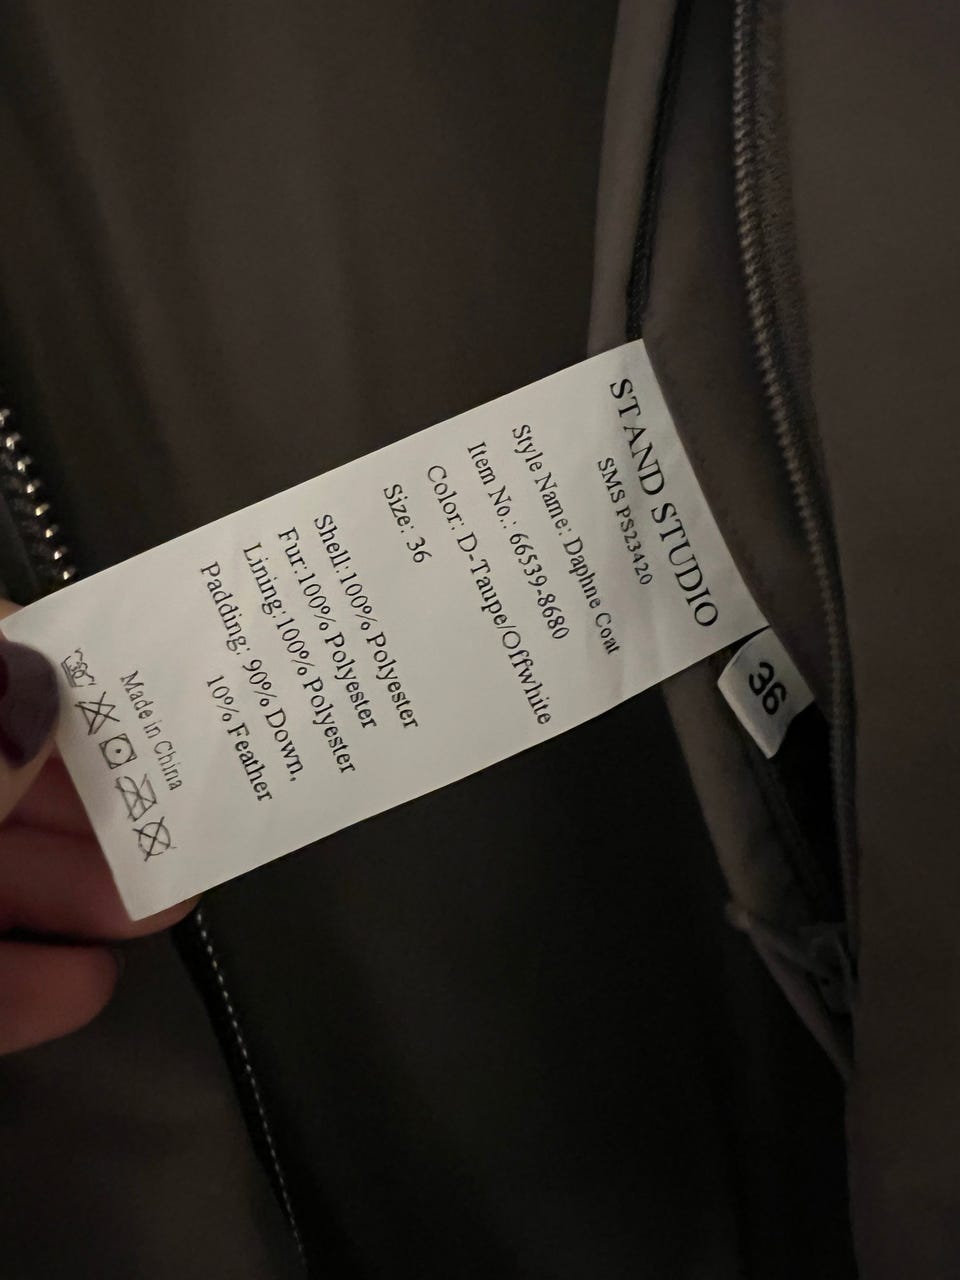 STAND STUDIO
SMS PS23420
Style Name: Daphne Coat
Item No.: 66539-8680
Color: D-Taupe/Offwhite
Size: 36
Shell:100% Polyester
Fur:100% Polyester
Lining:100% Polyester
Padding: 90% Down,
10% Feather
Made in China
36